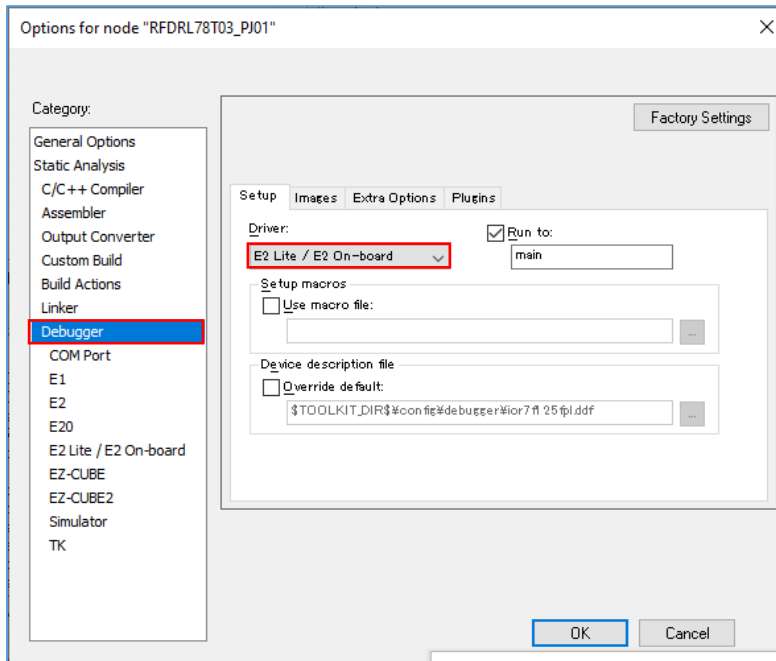 Options for node "RFDRL78T03_PJ01"
Category:
General Options
Static Analysis
C/C++ Compiler
Assembler
Output Converter
Custom Build
Build Actions
Linker
Debugger
COM Port
E1
E2
E20
E2 Lite / E2 On-board
EZ-CUBE
EZ-CUBE2
Simulator
TK
Factory Settings
Setup Images Extra Options Plugins
Driver:
E2 Lite / E2 On-board
Run to:
main
Setup macros
Use macro file:
...
Device description file
Override default:
$TOOLKIT_DIR$¥config¥debugger¥ior7f125fpl.ddf
...
OK Cancel